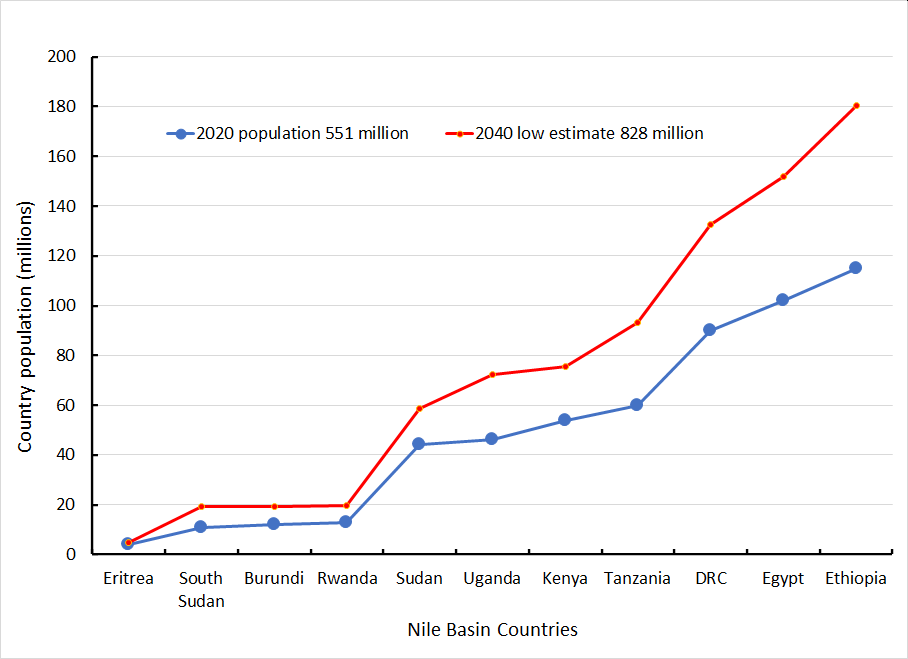 200
180
2020 population 551 million 2040 low estimate 828 million
160
140
120
100
80
60
40
20
0
Country population (millions)
Eritrea South Burundi Rwanda Sudan Uganda Kenya Tanzania DRC Egypt Ethiopia
Sudan
Nile Basin Countries